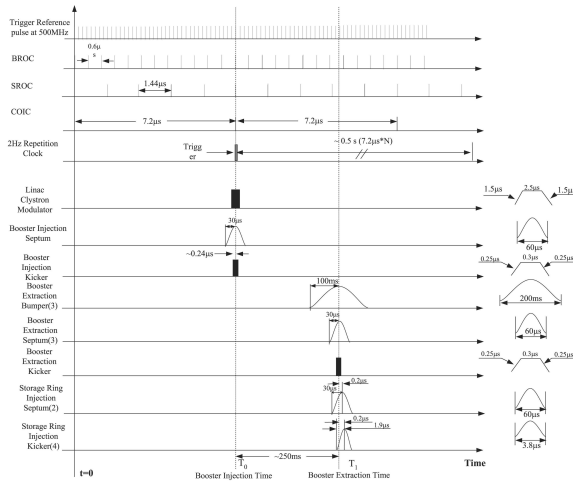 Trigger Reference
pulse at 500MHz
0.6μ
s
BROC
1.44μs
SROC
COIC
7.2μs
7.2μs
2Hz Repetition
Clock
Trigg
er
~ 0.5 s (7.2μs*N)
Linac
Clystron
Modulator
1.5μs
2.5μs
1.5μs
Booster Injection
Septum
30μs
60μs
Booster
Injection
Kicker
~0.24μs
0.25μs
0.3μs
0.25μs
Booster
Extraction
Bumper(3)
100ms
200ms
Booster
Extraction
Septum(3)
30μs
60μs
Booster
Extraction
Kicker
0.25μs
0.3μs
0.25μs
Storage Ring
Injection
Septum(2)
0.2μs
30μs
60μs
Storage Ring
Injection
Kicker(4)
0.2μs
1.9μs
3.8μs
~250ms
T0
T1
Time
t=0
Booster Injection Time
Booster Extraction Time